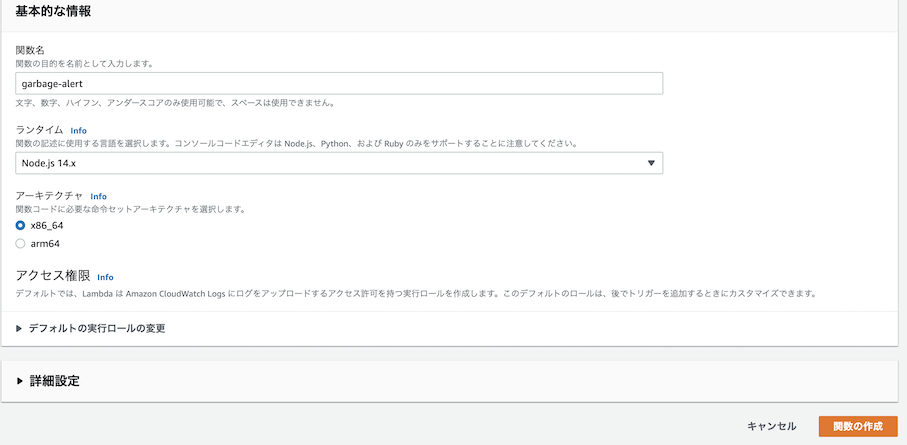 基本的な情報
関数名
関数の目的を名前として入力します。
garbage-alert
文字、数字、ハイフン、アンダースコアのみ使用可能で、スペースは使用できません。
ランタイム Info
関数の記述に使用する言語を選択します。コンソールコードエディタは Node.js、Python、および Ruby のみをサポートすることに注意してください。
Node.js 14.x
アーキテクチャ Info
関数コードに必要な命令セットアーキテクチャを選択します。
x86_64
arm64
アクセス権限 Info
デフォルトでは、Lambda は Amazon CloudWatch Logs にログをアップロードするアクセス許可を持つ実行ロールを作成します。このデフォルトのロールは、後でトリガーを追加するときにカスタマイズできます。
デフォルトの実行ロールの変更
詳細設定
キャンセル 関数の作成